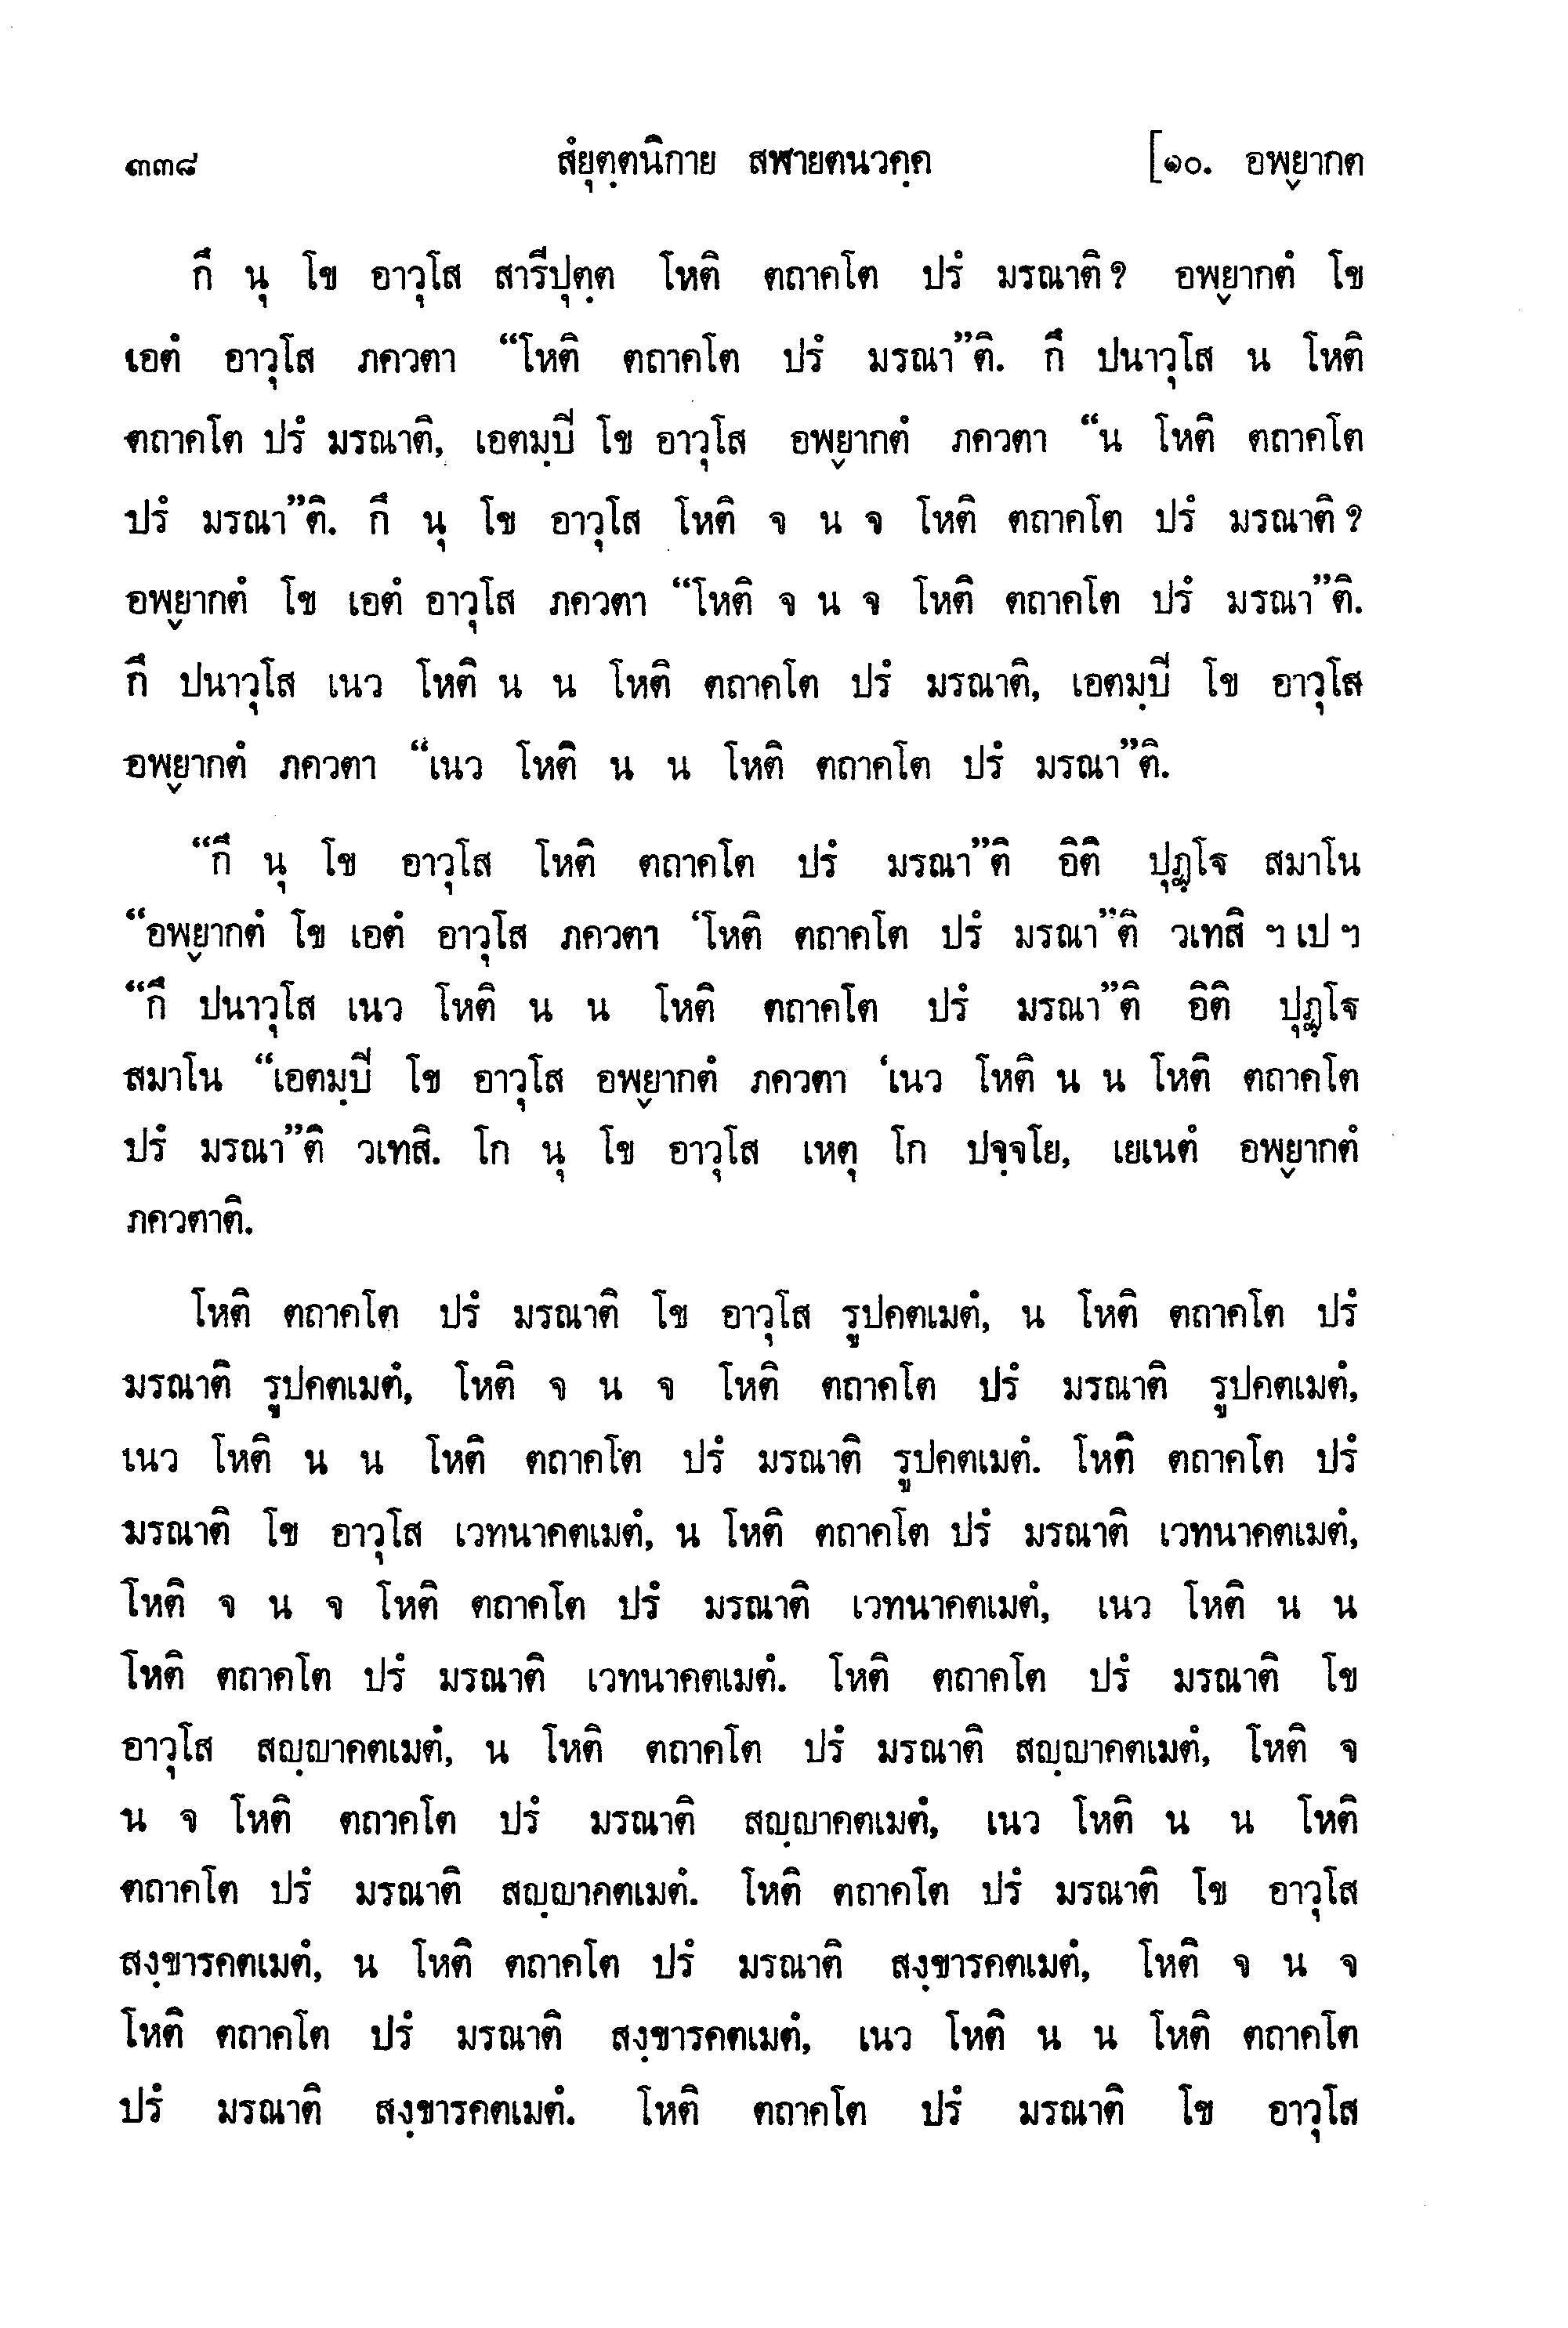 ๓๓๘ สํยุตฺตนิกาย สฬายตนวคฺค [๑๐. อพฺยากต
กึ นุ โข อาวุโส สารีปุตฺต โหติ ตถาคโต ปรํ มรณาติ? อพฺยากตํ โข
เอตํ อาวุโส ภควตา “โหติ ตถาคโต ปรํ มรณา”ติ. กึ ปนาวุโส น โหติ
ตถาคโต ปรํ มรณาติ, เอตมฺปี โข อาวุโส อพฺยากตํ ภควตา “น โหติ ตถาคโต
ปรํ มรณา”ติ. กึ นุ โข อาวุโส โหติ จ น จ โหติ ตถาคโต ปรํ มรณาติ?
อพฺยากตํ โข เอตํ อาวุโส ภควตา “โหติ จ น จ โหติ ตถาคโต ปรํ มรณา”ติ.
กึ ปนาวุโส เนว โหติ น น โหติ ตถาคโต ปรํ มรณาติ, เอตมฺปี โข อาวุโส
อพฺยากตํ ภควตา “เนว โหติ น น โหติ ตถาคโต ปรํ มรณา”ติ.
“กึ นุ โข อาวุโส โหติ ตถาคโต ปรํ มรณา”ติ อิติ ปุฏฺโฐ สมาโน
“อพฺยากตํ โข เอตํ อาวุโส ภควตา ‘โหติ ตถาคโต ปรํ มรณา’”ติ วเทสิ ฯ เป ฯ
“กึ ปนาวุโส เนว โหติ น น โหติ ตถาคโต ปรํ มรณา”ติ อิติ ปุฏฺโฐ
สมาโน “เอตมฺปี โข อาวุโส อพฺยากตํ ภควตา ‘เนว โหติ น น โหติ ตถาคโต
ปรํ มรณา”ติ วเทสิ. โก นุ โข อาวุโส เหตุ โก ปจฺจโย, เยเนตํ อพฺยากตํ
ภควตาติ.
โหติ ตถาคโต ปรํ มรณาติ โข อาวุโส รูปคตเมตํ, น โหติ ตถาคโต ปรํ
มรณาติ รูปคตเมตํ, โหติ จ น จ โหติ ตถาคโต ปรํ มรณาติ รูปคตเมตํ,
เนว โหติ น น โหติ ตถาคโต ปรํ มรณาติ รูปคตเมตํ. โหติ ตถาคโต ปรํ
มรณาติ โข อาวุโส เวทนาคตเมตํ, น โหติ ตถาคโต ปรํ มรณาติ เวทนาคตเมตํ,
โหติ จ น จ โหติ ตถาคโต ปรํ มรณาติ เวทนาคตเมตํ, เนว โหติ น น
โหติ ตถาคโต ปรํ มรณาติ เวทนาคตเมตํ. โหติ ตถาคโต ปรํ มรณาติ โข
อาวุโส สญฺญาคตเมตํ, น โหติ ตถาคโต ปรํ มรณาติ สญฺญาคตเมตํ, โหติ จ
น จ โหติ ตถาคโต ปรํ มรณาติ สญฺญาคตเมตํ, เนว โหติ น น โหติ
ตถาคโต ปรํ มรณาติ สญฺญาคตเมตํ. โหติ ตถาคโต ปรํ มรณาติ โข อาวุโส
สงฺขารคตเมตํ, น โหติ ตถาคโต ปรํ มรณาติ สงฺขารคตเมตํ, โหติ จ น จ
โหติ ตถาคโต ปรํ มรณาติ สงฺขารคตเมตํ, เนว โหติ น น โหติ ตถาคโต
ปรํ มรณาติ สงฺขารคตเมตํ. โหติ ตถาคโต ปรํ มรณาติ โข อาวุโส